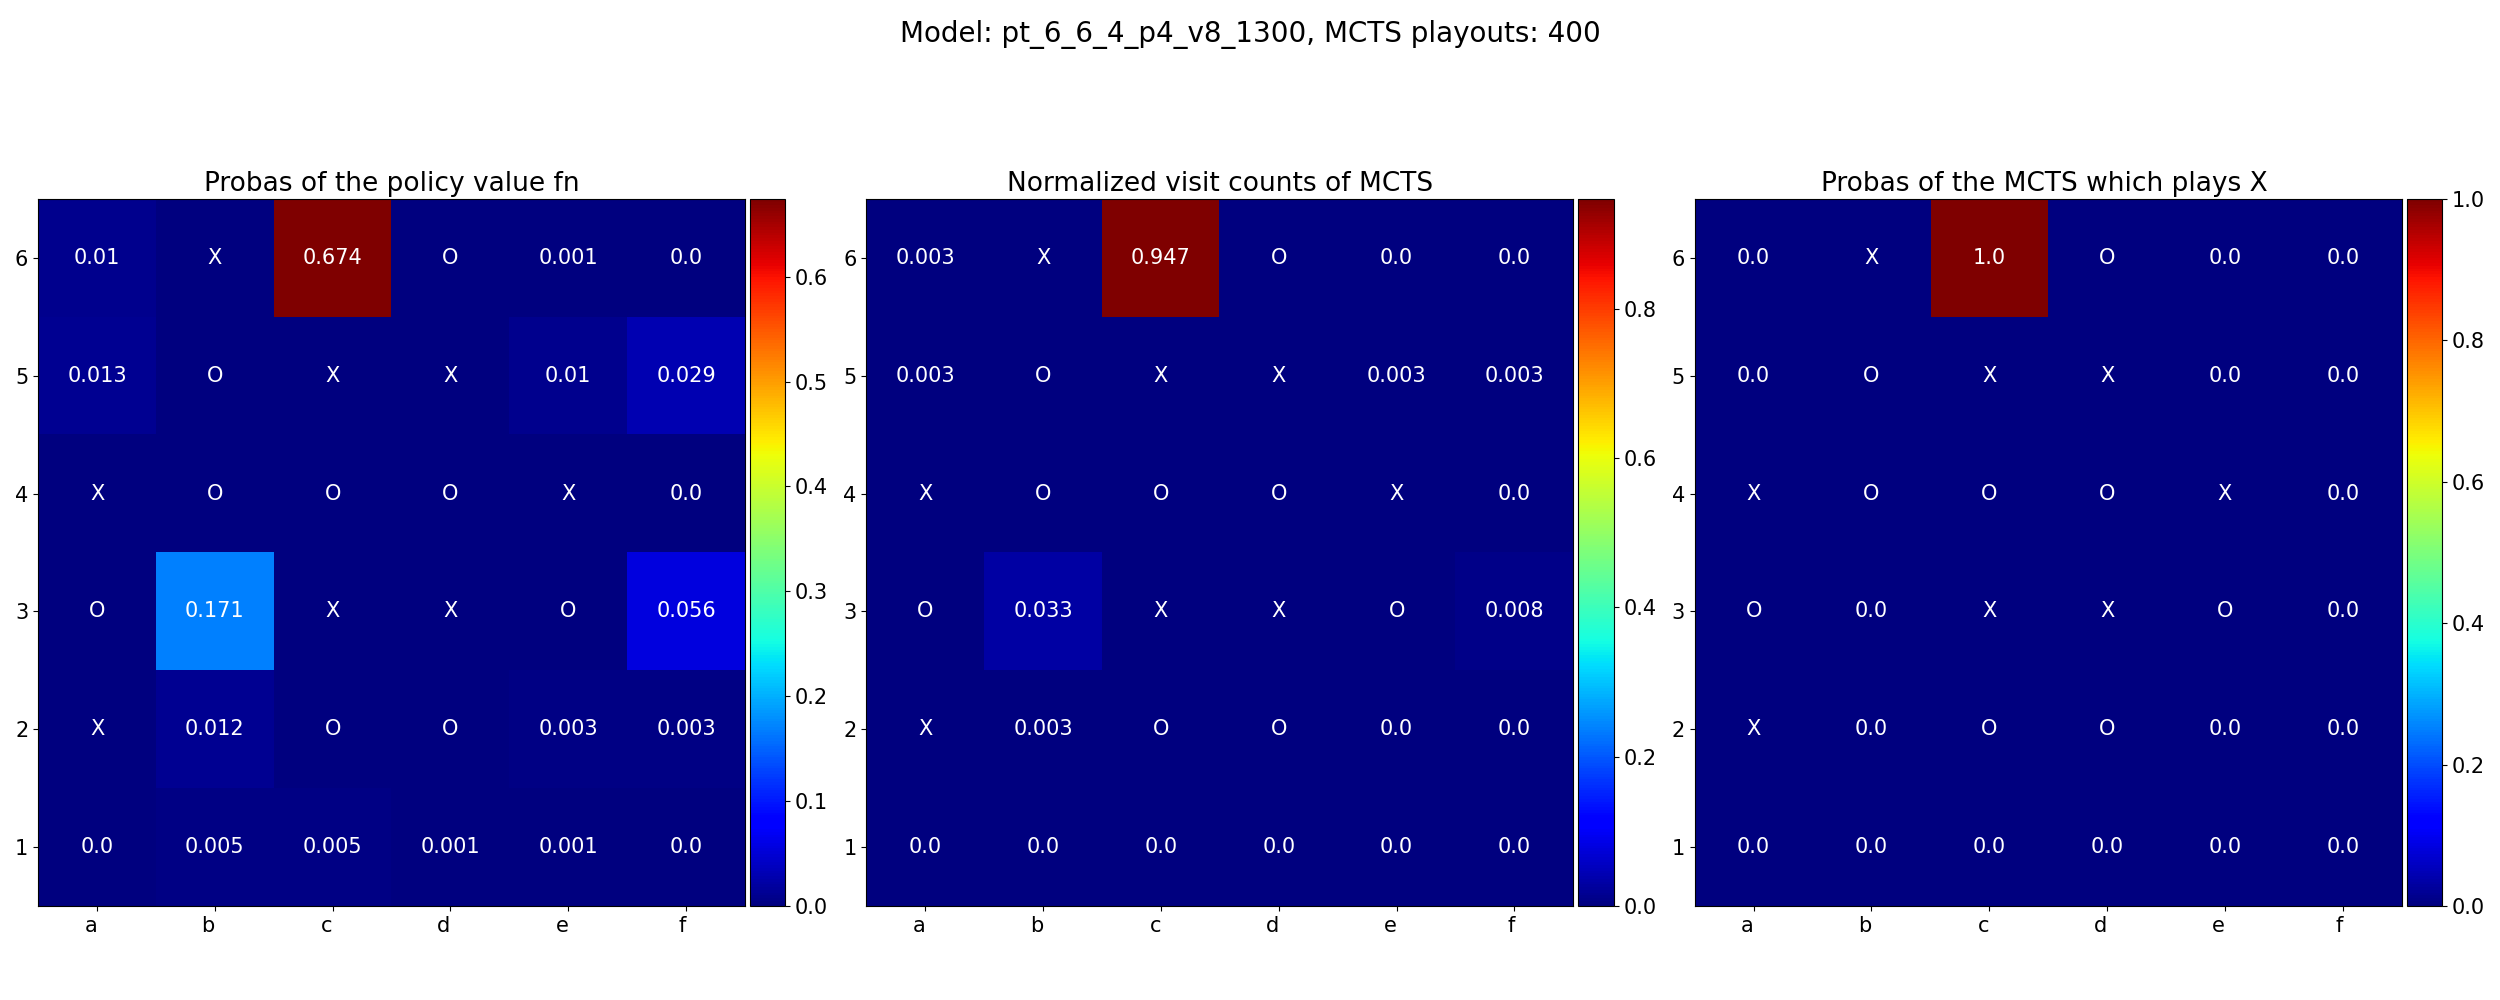 Model: pt_6_6_4_p4_v8_1300, MCTS playouts: 400
Probas of the policy value fn
6 0.01 X 0.674 O 0.001 0.0
5 0.013 O X X 0.01 0.029
4 X O O O X 0.0
3 O 0.171 X X O 0.056
2 X 0.012 O O 0.003 0.003
1 0.0 0.005 0.005 0.001 0.001 0.0
a b c d e f
0.6
0.5
0.4
0.3
0.2
0.1
0.0
Normalized visit counts of MCTS
6 0.003 X 0.947 O 0.0 0.0
5 0.003 O X X 0.003 0.003
4 X O O O X 0.0
3 O 0.033 X X O 0.008
2 X 0.003 O O 0.0 0.0
1 0.0 0.0 0.0 0.0 0.0 0.0
a b c d e f
0.8
0.6
0.4
0.2
0.0
Probas of the MCTS which plays X
6 0.0 X 1.0 O 0.0 0.0
5 0.0 O X X 0.0 0.0
4 X O O O X 0.0
3 O 0.0 X X O 0.0
2 X 0.0 O O 0.0 0.0
1 0.0 0.0 0.0 0.0 0.0 0.0
a b c d e f
1.0
0.8
0.6
0.4
0.2
0.0